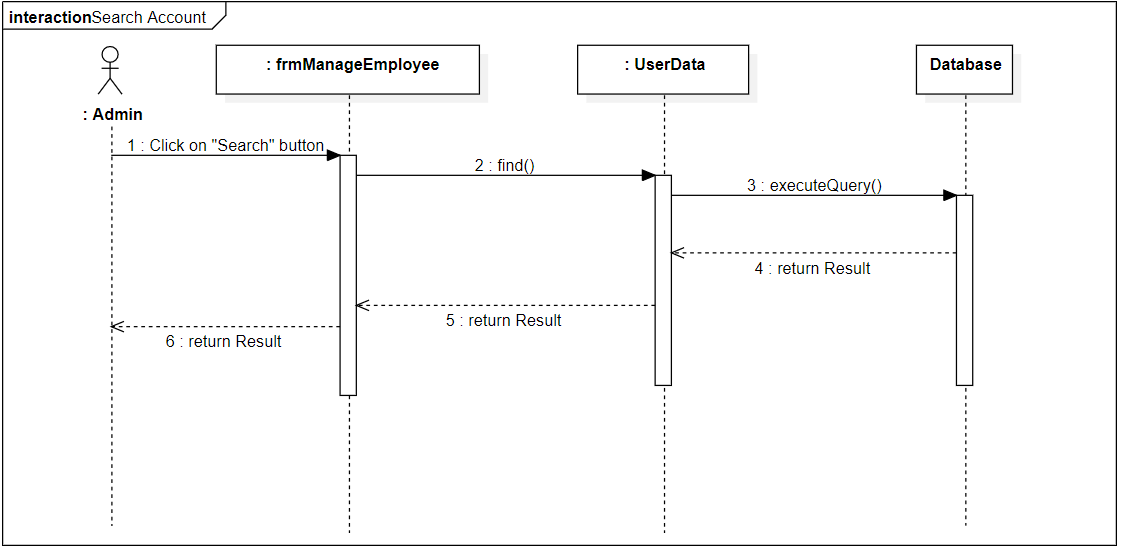 interactionSearch Account
: frmManageEmployee
: UserData
Database
: Admin
1 : Click on "Search" button
2 : find()
3 : executeQuery()
4 : return Result
5 : return Result
6 : return Result